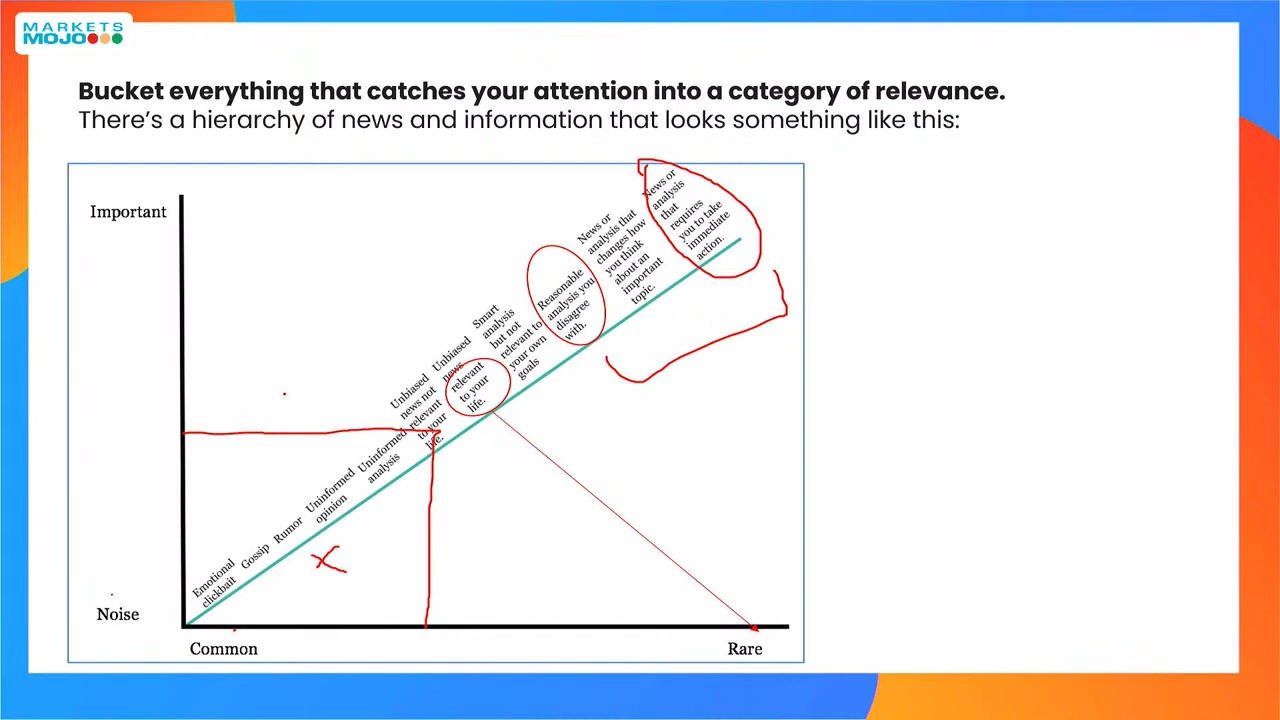 MARKETS
MOJO
Bucket everything that catches your attention into a category of relevance.
There's a hierarchy of news and information that looks something like this:
Important
Noise
Common
Rare
Emotional
clickbait
Gossip
Rumor
Uninformed
opinion
Uninformed
analysis
Unbiased
news not
relevant
to your
life.
Unbiased
news
relevant
to your
life.
Smart
analysis
but not
relevant to
your own
goals
Reasonable
analysis you
disagree
with.
News or
analysis that
changes how
you think
about an
important
topic.
News or
analysis
that
requires
you to take
immediate
action.
X